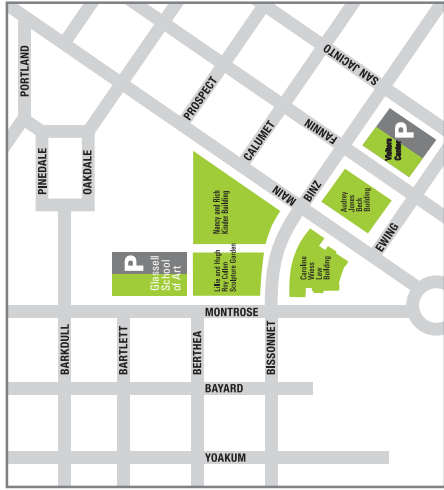 PORTLAND
SAN JACINTO
PROSPECT
PINEDALE
OAKDALE
CALUMET
FANNIN
P
Visitors
Center
Nancy and Rich
Kinder Building
MAIN
BINZ
Audrey
Jones
Beck
Building
EWING
P
Glassell
School
of Art
Lillie and Hugh
Roy Cullen
Sculpture Garden
Caroline
Wiess
Law
Building
MONTROSE
BARKDULL
BARTLETT
BERTHEA
BISSONNET
BAYARD
YOAKUM